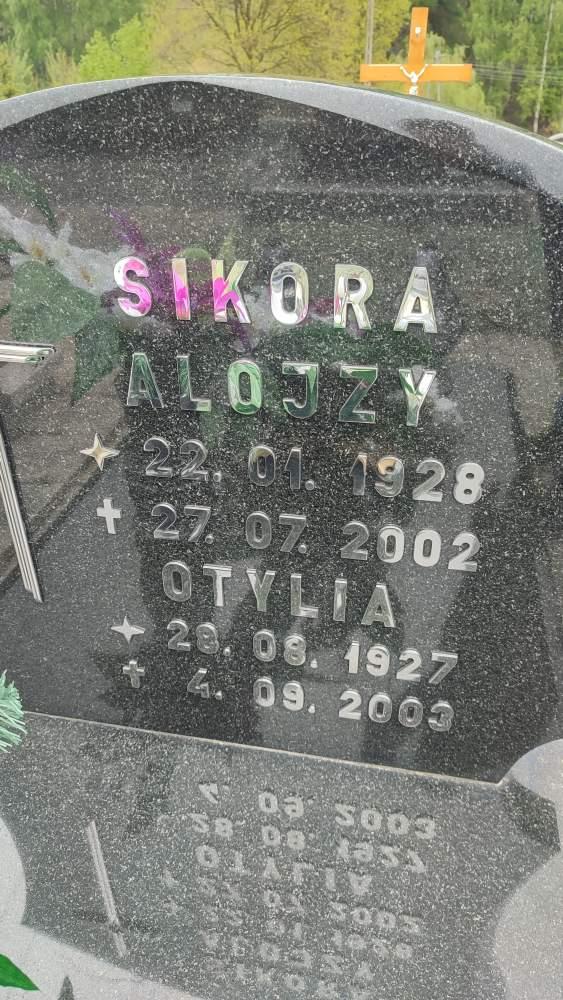 SIKORA
ALOJZY
22. 01. 1928
27. 07. 2002
OTYLIA
28. 08. 1927
4. 09. 2003